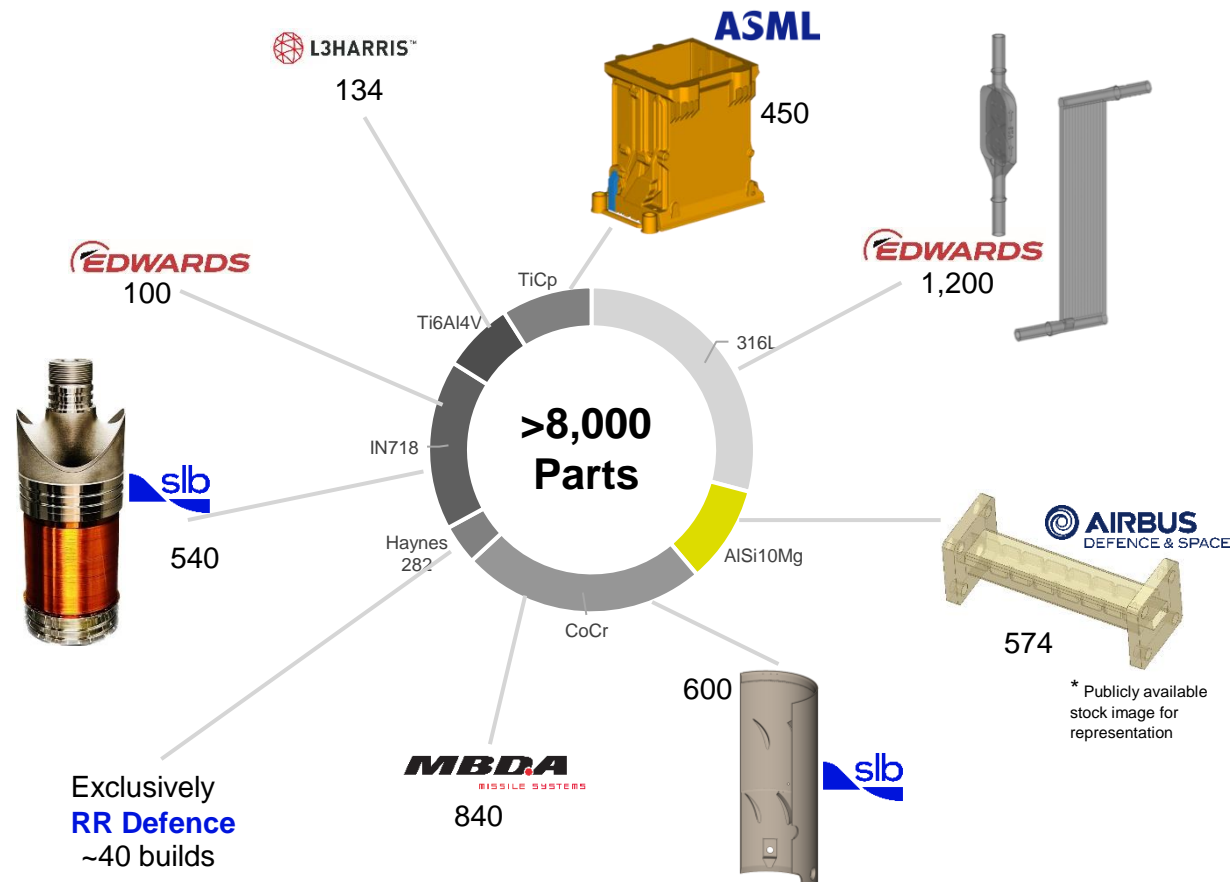 L3HARRIS™
134
ASML
450
EDWARDS
1,200
EDWARDS
100
TiCp
Ti6Al4V
316L
IN718
>8,000
Parts
slb
540
Haynes
282
AlSi10Mg
CoCr
AIRBUS
DEFENCE & SPACE
574
* Publicly available
stock image for
representation
600
slb
MBDA
MISSILE SYSTEMS
840
Exclusively
RR Defence
~40 builds